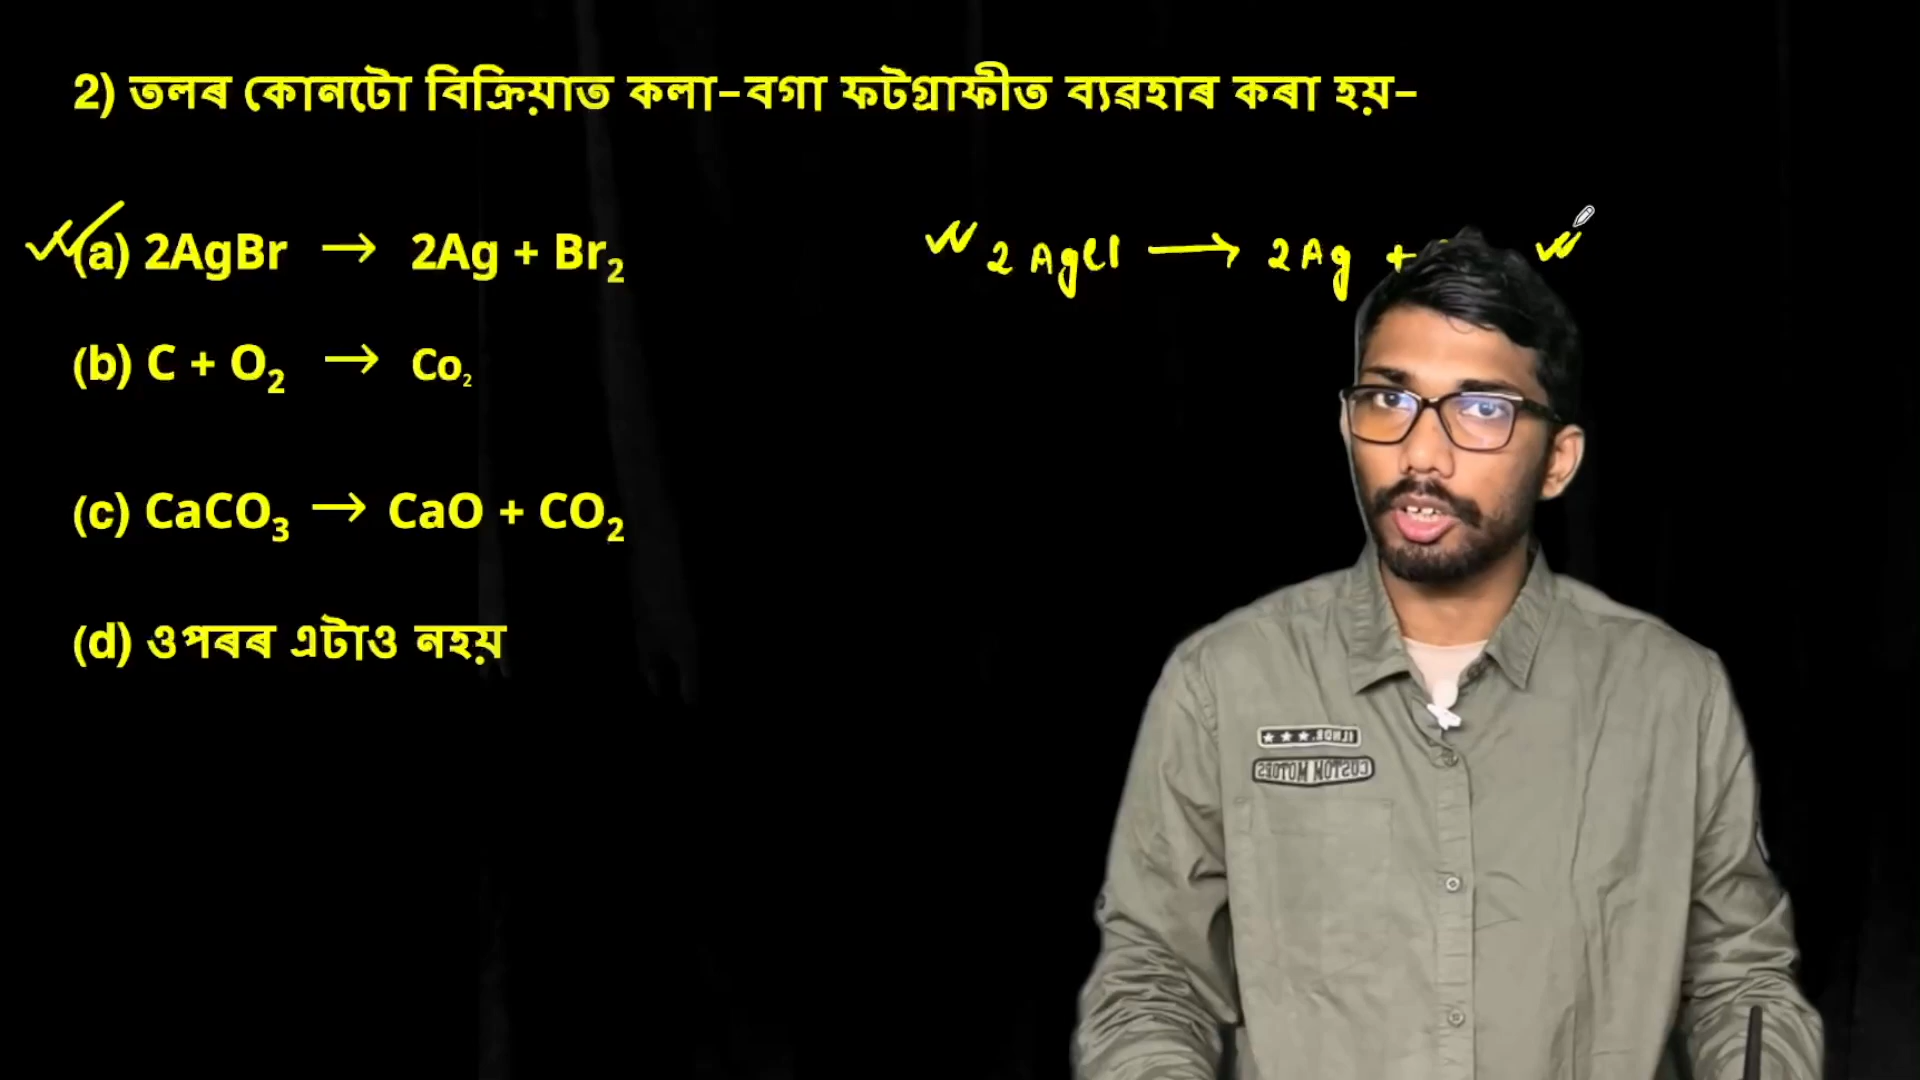 2) তলৰ কোনটো বিক্ৰিয়াত কলা-বগা ফটগ্ৰাফীত ব্যৱহাৰ কৰা হয়-
(a) 2AgBr → 2Ag + Br₂
2 AgCl → 2Ag +
(b) C + O₂ → Co₂
(c) CaCO₃ → CaO + CO₂
(d) ওপৰৰ এটাও নহয়
ILNDR. ★ ★ ★
CUSTOM MOTORS